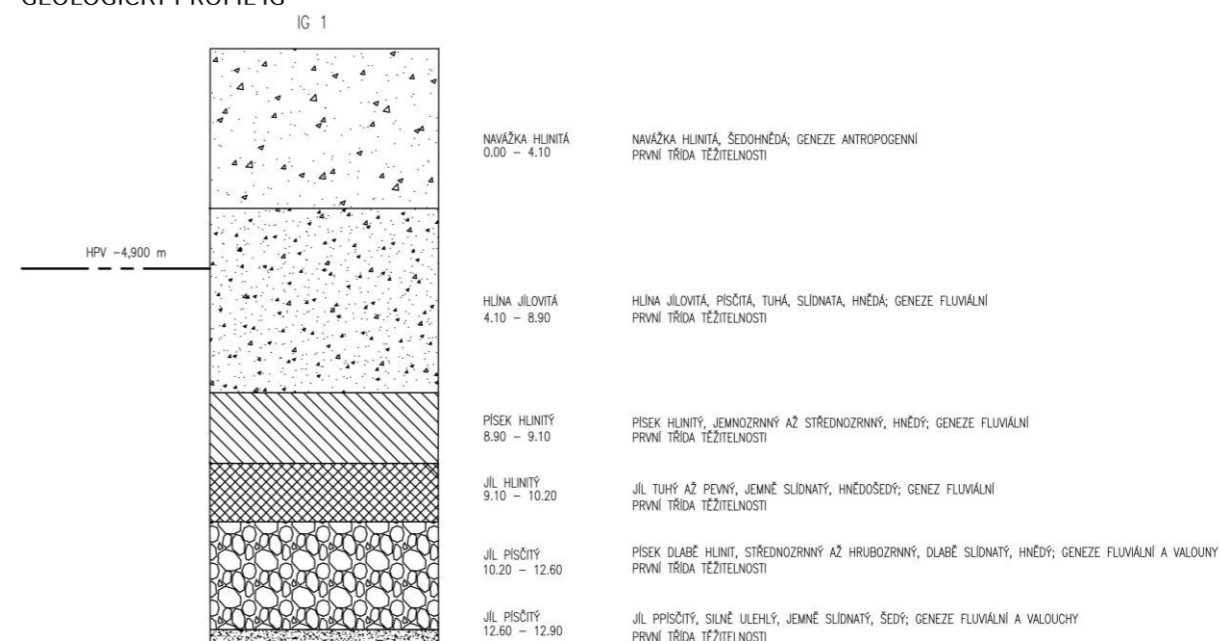 GEOLOGICKÝ PROFIL IG
IG 1
NAVÁŽKA HLINITÁ
0.00 – 4.10
NAVÁŽKA HLINITÁ, ŠEDOHNĚDÁ; GENEZE ANTROPOGENNÍ
PRVNÍ TŘÍDA TĚŽITELNOSTI
HPV –4,900 m
HLÍNA JÍLOVITÁ
4.10 – 8.90
HLÍNA JÍLOVITÁ, PÍSČITÁ, TUHÁ, SLÍDNATA, HNĚDÁ; GENEZE FLUVIÁLNÍ
PRVNÍ TŘÍDA TĚŽITELNOSTI
PÍSEK HLINITÝ
8.90 – 9.10
PÍSEK HLINITÝ, JEMNOZRNNÝ AŽ STŘEDNOZRNNÝ, HNĚDÝ; GENEZE FLUVIÁLNÍ
PRVNÍ TŘÍDA TĚŽITELNOSTI
JÍL HLINITÝ
9.10 – 10.20
JÍL TUHÝ AŽ PEVNÝ, JEMNĚ SLÍDNATÝ, HNĚDOŠEDÝ; GENEZ FLUVIÁLNÍ
PRVNÍ TŘÍDA TĚŽITELNOSTI
JÍL PÍSČITÝ
10.20 – 12.60
PÍSEK DLABĚ HLINIT, STŘEDNOZRNNÝ AŽ HRUBOZRNNÝ, DLABĚ SLÍDNATÝ, HNĚDÝ; GENEZE FLUVIÁLNÍ A VALOUNY
PRVNÍ TŘÍDA TĚŽITELNOSTI
JÍL PÍSČITÝ
12.60 – 12.90
JÍL PPÍSČITÝ, SILNĚ ULEHLÝ, JEMNĚ SLÍDNATÝ, ŠEDÝ; GENEZE FLUVIÁLNÍ A VALOUCHY
PRVNÍ TŘÍDA TĚŽITELNOSTI